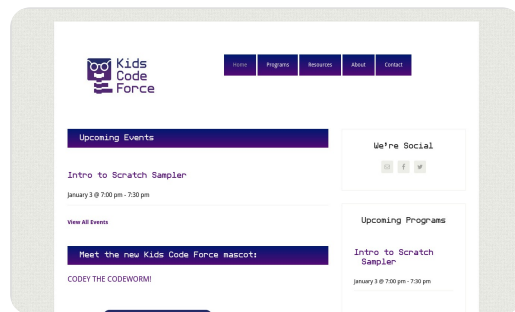 Kids
Code
Force
Home Programs Resources About Contact
Upcoming Events
Intro to Scratch Sampler
January 3 @ 7:00 pm - 7:30 pm
View All Events
Meet the new Kids Code Force mascot:
CODEY THE CODEWORM!
We're Social
Upcoming Programs
Intro to Scratch
Sampler
January 3 @ 7:00 pm - 7:30 pm